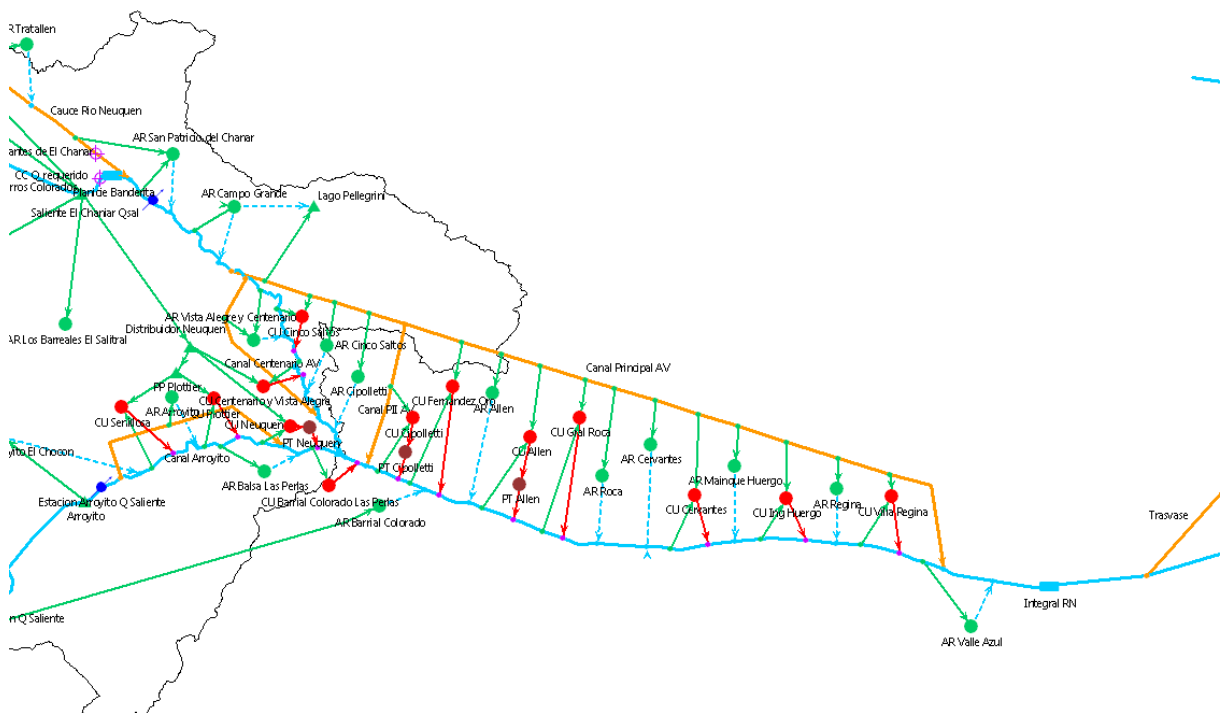 AR Tratallen
Cauce Rio Neuquen
AR San Patricio del Chanar
antes de El Chanar
CC Q requerido
erros Colorados
Planicie Banderita
AR Campo Grande
Lago Pellegrini
Saliente El Chaniar Qsal
AR Vista Alegre y Centenario
Distribuidor Neuquen
CU Cinco Saltos
AR Los Barreales El Salitral
AR Cinco Saltos
Canal Centenario AV
Canal Principal AV
PP Plottier
AR Cipolletti
CU Centenario y Vista Alegre
CU Fernandez Oro
AR Arroyito
CU Plottier
Canal PII A
AR Allen
CU Senillosa
CU Neuquen
CU Cipolletti
CU Gral Roca
PT Neuquen
CU Allen
oyito El Chocon
Canal Arroyito
PT Cipolletti
AR Cervantes
AR Mainque Huergo
AR Balsa Las Perlas
AR Roca
PT Allen
Estacion Arroyito Q Saliente
CU Barrial Colorado Las Perlas
AR Regina
Arroyito
CU Cervantes
CU Ing Huergo
CU Villa Regina
Trasvase
AR Barrial Colorado
Integral RN
on Q Saliente
AR Valle Azul